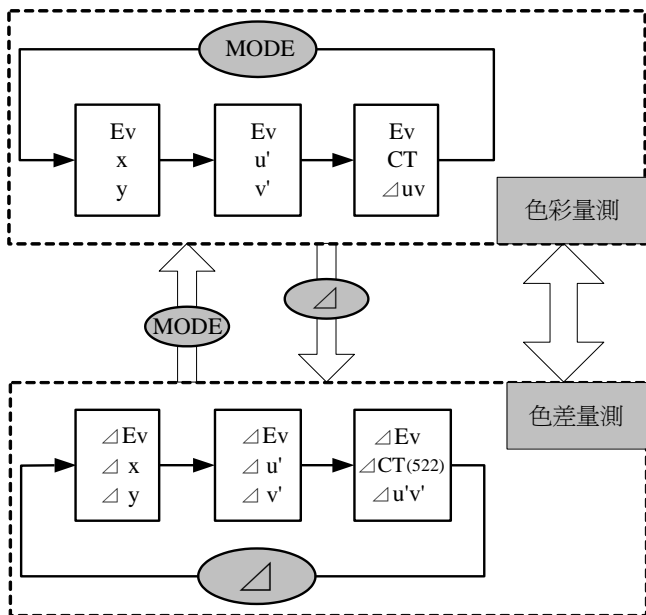 MODE
Ev
x
y
Ev
u'
v'
Ev
CT
⊿uv
色彩量測
⊿
MODE
色差量測
⊿Ev
⊿ x
⊿ y
⊿Ev
⊿ u'
⊿ v'
⊿Ev
⊿CT(522)
⊿u'v'
⊿